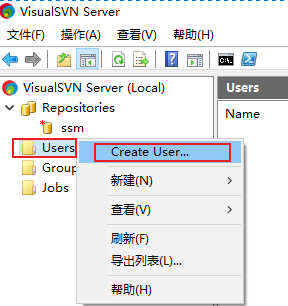 VisualSVN Server
文件(F) 操作(A) 查看(V) 帮助(H)
VisualSVN Server (Local)
Repositories
ssm
Users
Group
Jobs
Users
Name
Create User...
新建(N)
查看(V)
刷新(F)
导出列表(L)...
帮助(H)